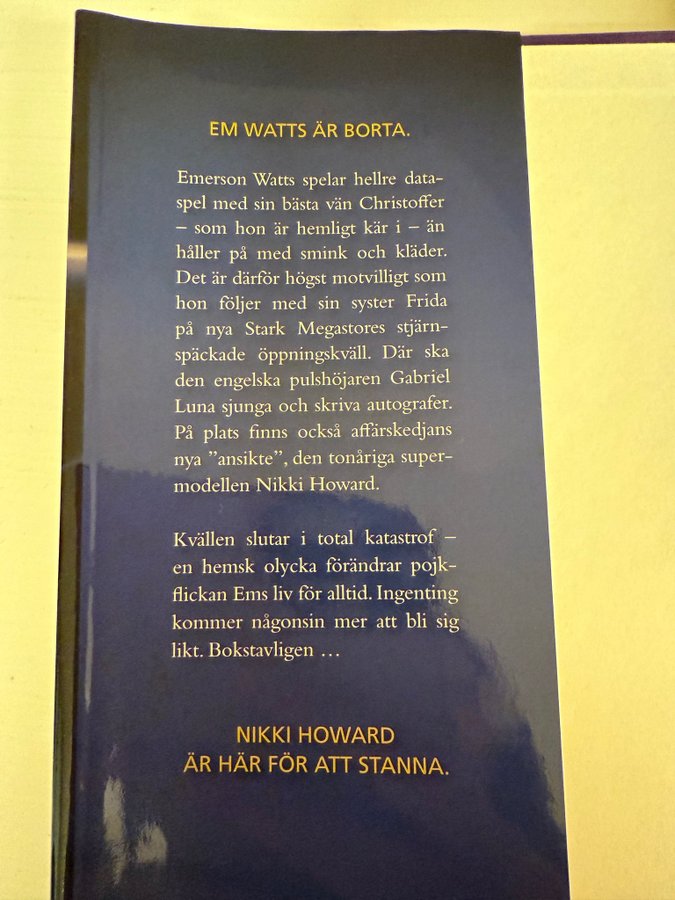 EM WATTS ÄR BORTA.
Emerson Watts spelar hellre data-
spel med sin bästa vän Christoffer
– som hon är hemligt kär i – än
håller på med smink och kläder.
Det är därför högst motvilligt som
hon följer med sin syster Frida
på nya Stark Megastores stjärn-
späckade öppningskväll. Där ska
den engelska pulshöjaren Gabriel
Luna sjunga och skriva autografer.
På plats finns också affärskedjans
nya ”ansikte”, den tonåriga super-
modellen Nikki Howard.
Kvällen slutar i total katastrof –
en hemsk olycka förändrar pojk-
flickan Ems liv för alltid. Ingenting
kommer någonsin mer att bli sig
likt. Bokstavligen …
NIKKI HOWARD
ÄR HÄR FÖR ATT STANNA.